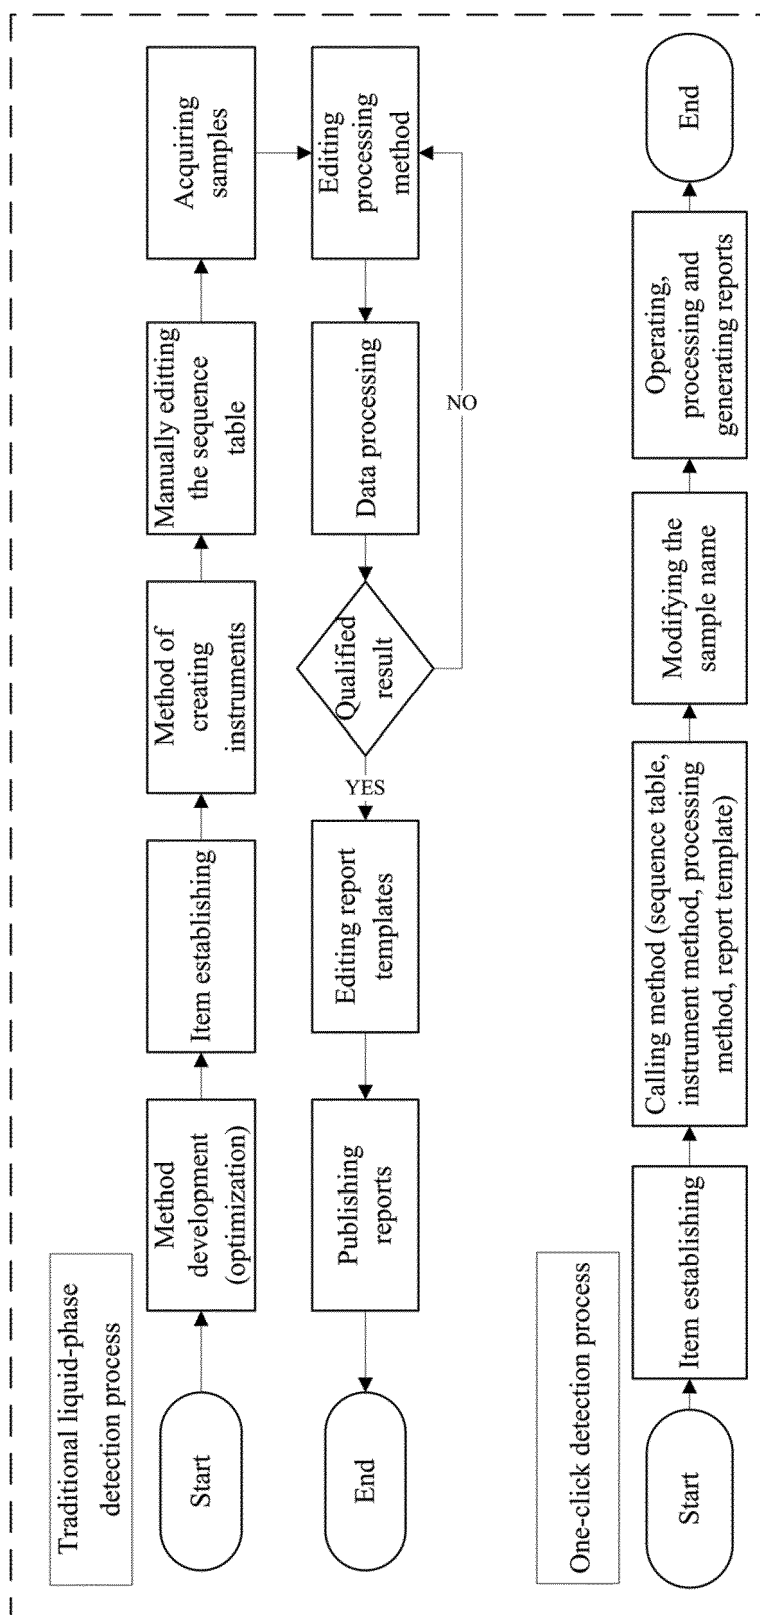 Traditional liquid-phase
detection process
Start
Method
development
(optimization)
Item establishing
Method of
creating
instruments
Manually editting
the sequence
table
Acquiring
samples
Editing
processing
method
Data processing
Qualified
result
NO
YES
Editing report
templates
Publishing
reports
End
One-click detection process
Start
Item establishing
Calling method (sequence table,
instrument method, processing
method, report template)
Modifying the
sample name
Operating,
processing and
generating reports
End